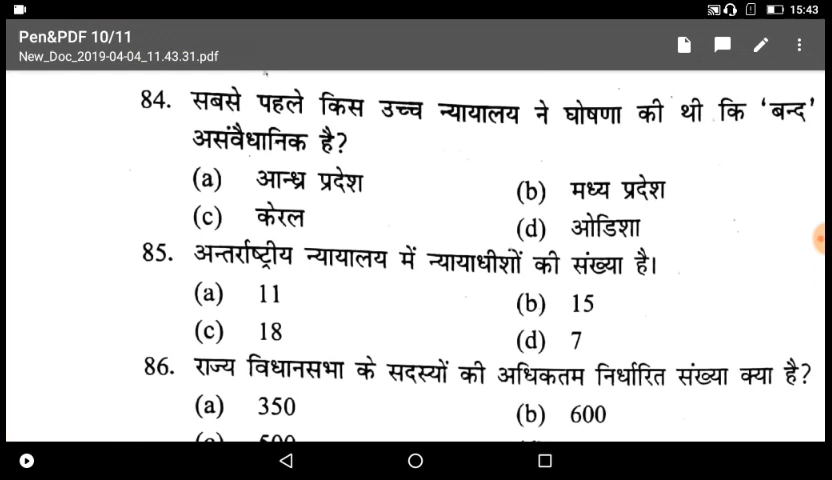 15:43
Pen&PDF 10/11
New_Doc_2019-04-04_11.43.31.pdf
84. सबसे पहले किस उच्च न्यायालय ने घोषणा की थी कि ‘बन्द’
असंवैधानिक है?
(a) आन्ध्र प्रदेश (b) मध्य प्रदेश
(c) केरल (d) ओडिशा
85. अन्तर्राष्ट्रीय न्यायालय में न्यायाधीशों की संख्या है।
(a) 11 (b) 15
(c) 18 (d) 7
86. राज्य विधानसभा के सदस्यों की अधिकतम निर्धारित संख्या क्या है?
(a) 350 (b) 600
(c) 500